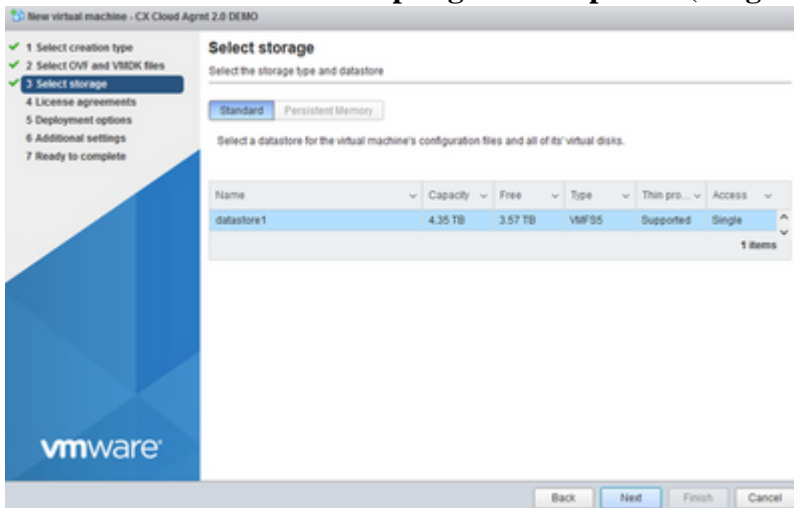 New virtual machine - CX Cloud Agrnt 2.0 DEMO
1 Select creation type
2 Select OVF and VMDK files
3 Select storage
4 License agreements
5 Deployment options
6 Additional settings
7 Ready to complete
vmware
Select storage
Select the storage type and datastore
Standard Persistent Memory
Select a datastore for the virtual machine's configuration files and all of its' virtual disks.
Name Capacity Free Type Thin pro... Access
datastore1 4.35 TB 3.57 TB VMFS5 Supported Single
1 items
Back Next Finish Cancel